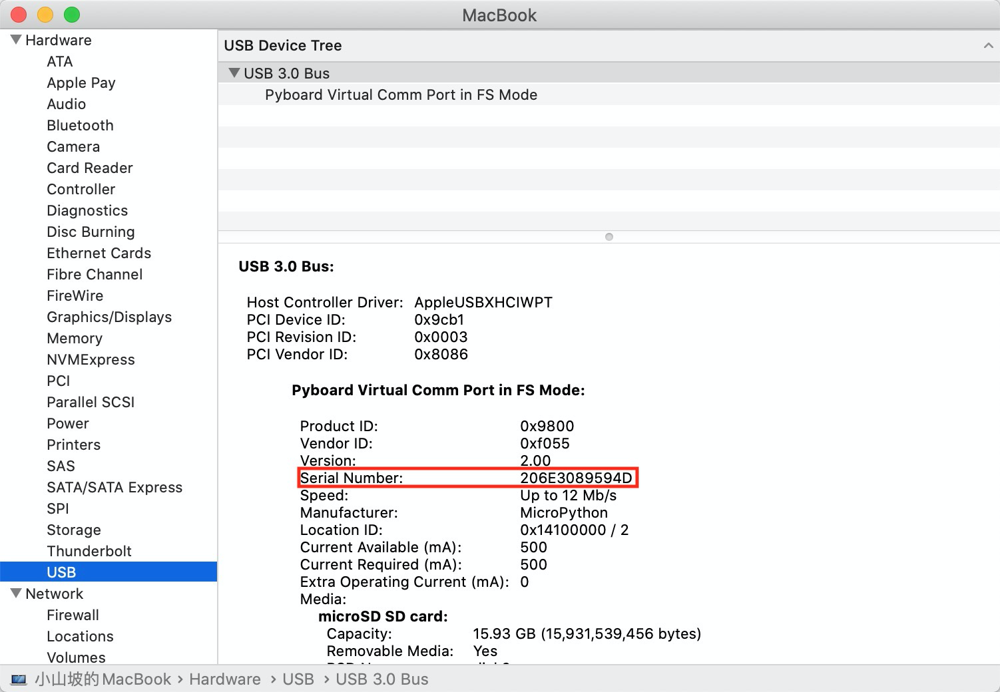 MacBook
Hardware
ATA
Apple Pay
Audio
Bluetooth
Camera
Card Reader
Controller
Diagnostics
Disc Burning
Ethernet Cards
Fibre Channel
FireWire
Graphics/Displays
Memory
NVMExpress
PCI
Parallel SCSI
Power
Printers
SAS
SATA/SATA Express
SPI
Storage
Thunderbolt
USB
Network
Firewall
Locations
Volumes
USB Device Tree
USB 3.0 Bus
Pyboard Virtual Comm Port in FS Mode
USB 3.0 Bus:
Host Controller Driver: AppleUSBXHCIWPT
PCI Device ID: 0x9cb1
PCI Revision ID: 0x0003
PCI Vendor ID: 0x8086
Pyboard Virtual Comm Port in FS Mode:
Product ID: 0x9800
Vendor ID: 0xf055
Version: 2.00
Serial Number: 206E3089594D
Speed: Up to 12 Mb/s
Manufacturer: MicroPython
Location ID: 0x14100000 / 2
Current Available (mA): 500
Current Required (mA): 500
Extra Operating Current (mA): 0
Media:
microSD SD card:
Capacity: 15.93 GB (15,931,539,456 bytes)
Removable Media: Yes
小山坡的MacBook › Hardware › USB › USB 3.0 Bus